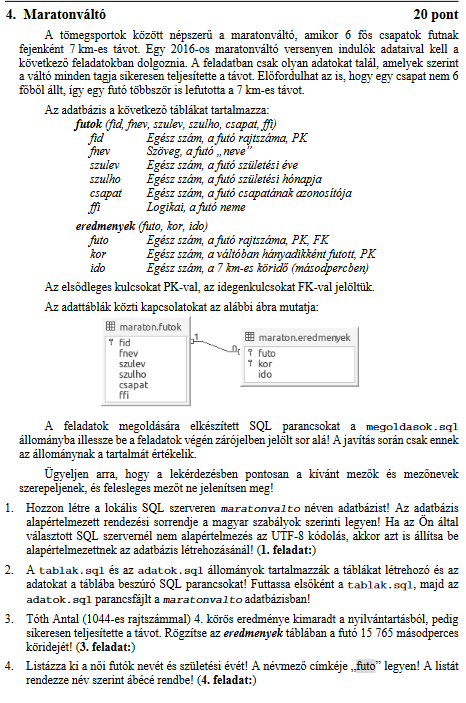 4. Maratonváltó 20 pont
A tömegsportok között népszerű a maratonváltó, amikor 6 fős csapatok futnak
fejenként 7 km-es távot. Egy 2016-os maratonváltó versenyen indulók adataival kell a
következő feladatokban dolgoznia. A feladatban csak olyan adatokat talál, amelyek szerint
a váltó minden tagja sikeresen teljesítette a távot. Előfordulhat az is, hogy egy csapat nem 6
főből állt, így egy futó többször is lefutotta a 7 km-es távot.
Az adatbázis a következő táblákat tartalmazza:
futok (fid, fnev, szulev, szulho, csapat, ffi)
fid Egész szám, a futó rajtszáma, PK
fnev Szöveg, a futó „neve”
szulev Egész szám, a futó születési éve
szulho Egész szám, a futó születési hónapja
csapat Egész szám, a futó csapatának azonosítója
ffi Logikai, a futó neme
eredmenyek (futo, kor, ido)
futo Egész szám, a futó rajtszáma, PK, FK
kor Egész szám, a váltóban hányadikként futott, PK
ido Egész szám, a 7 km-es köridő (másodpercben)
Az elsődleges kulcsokat PK-val, az idegenkulcsokat FK-val jelöltük.
Az adattáblák közti kapcsolatokat az alábbi ábra mutatja:
maraton.futok
fid
fnev
szulev
szulho
csapat
ffi
1
n
maraton.eredmenyek
futo
kor
ido
A feladatok megoldására elkészített SQL parancsokat a megoldasok.sql
állományba illessze be a feladatok végén zárójelben jelölt sor alá! A javítás során csak ennek
az állománynak a tartalmát értékelik.
Ügyeljen arra, hogy a lekérdezésben pontosan a kívánt mezők és mezőnevek
szerepeljenek, és felesleges mezőt ne jelenítsen meg!
1. Hozzon létre a lokális SQL szerveren maratonvalto néven adatbázist! Az adatbázis
alapértelmezett rendezési sorrendje a magyar szabályok szerinti legyen! Ha az Ön által
választott SQL szervernél nem alapértelmezés az UTF-8 kódolás, akkor azt is állítsa be
alapértelmezettnek az adatbázis létrehozásánál! (1. feladat:)
2. A tablak.sql és az adatok.sql állományok tartalmazzák a táblákat létrehozó és az
adatokat a táblába beszúró SQL parancsokat! Futtassa elsőként a tablak.sql, majd az
adatok.sql parancsfájlt a maratonvalto adatbázisban!
3. Tóth Antal (1044-es rajtszámmal) 4. körös eredménye kimaradt a nyilvántartásból, pedig
sikeresen teljesítette a távot. Rögzítse az eredmenyek táblában a futó 15 765 másodperces
köridejét! (3. feladat:)
4. Listázza ki a női futók nevét és születési évét! A névmező címkéje „futo” legyen! A listát
rendezze név szerint ábécé rendbe! (4. feladat:)